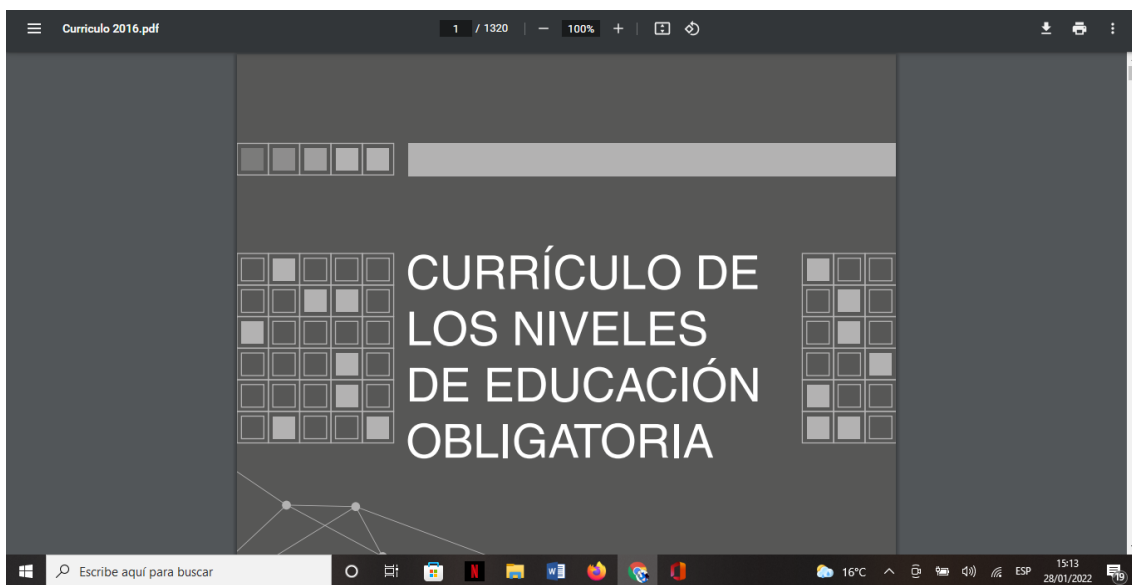 Curriculo 2016.pdf
1 / 1320
100%
CURRÍCULO DE
LOS NIVELES
DE EDUCACIÓN
OBLIGATORIA
Escribe aquí para buscar
N
W
16°C
ESP
15:13
28/01/2022
19